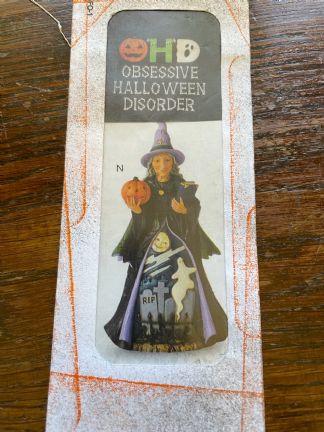 OHD
OBSESSIVE
HALLOWEEN
DISORDER
N
RIP